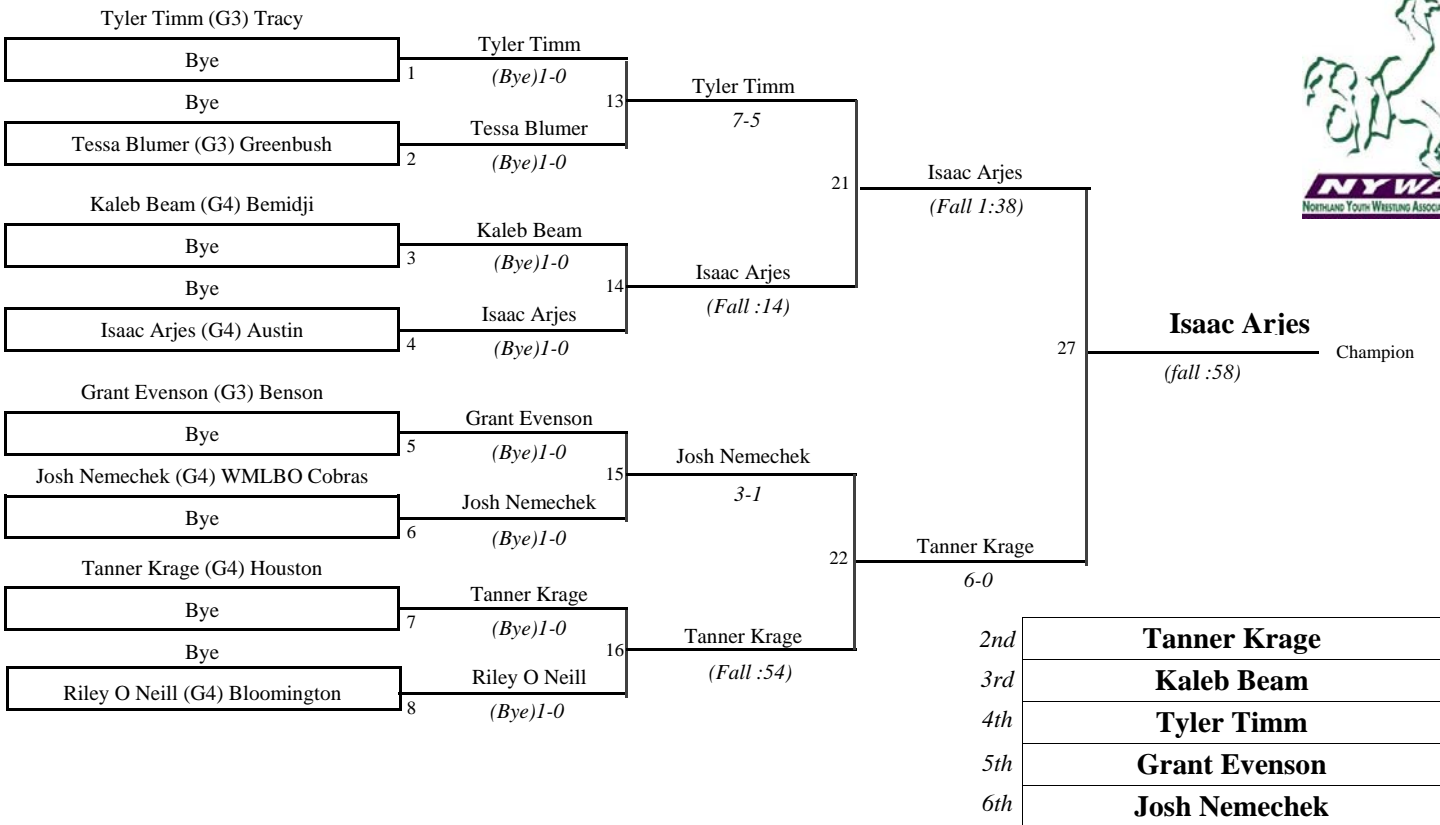 Tyler Timm (G3) Tracy
Bye
1
Bye
Tessa Blumer (G3) Greenbush
2
Kaleb Beam (G4) Bemidji
Bye
3
Bye
Isaac Arjes (G4) Austin
4
Grant Evenson (G3) Benson
Bye
5
Josh Nemechek (G4) WMLBO Cobras
Bye
6
Tanner Krage (G4) Houston
Bye
7
Bye
Riley O Neill (G4) Bloomington
8
Tyler Timm
(Bye)1-0
13
Tessa Blumer
(Bye)1-0
Kaleb Beam
(Bye)1-0
14
Isaac Arjes
(Bye)1-0
Grant Evenson
(Bye)1-0
15
Josh Nemechek
(Bye)1-0
Tanner Krage
(Bye)1-0
16
Riley O Neill
(Bye)1-0
Tyler Timm
7-5
21
Isaac Arjes
(Fall :14)
Josh Nemechek
3-1
22
Tanner Krage
(Fall :54)
Isaac Arjes
(Fall 1:38)
27
Tanner Krage
6-0
Isaac Arjes
Champion
(fall :58)
NYWA
Northland Youth Wrestling Associ
2nd Tanner Krage
3rd Kaleb Beam
4th Tyler Timm
5th Grant Evenson
6th Josh Nemechek